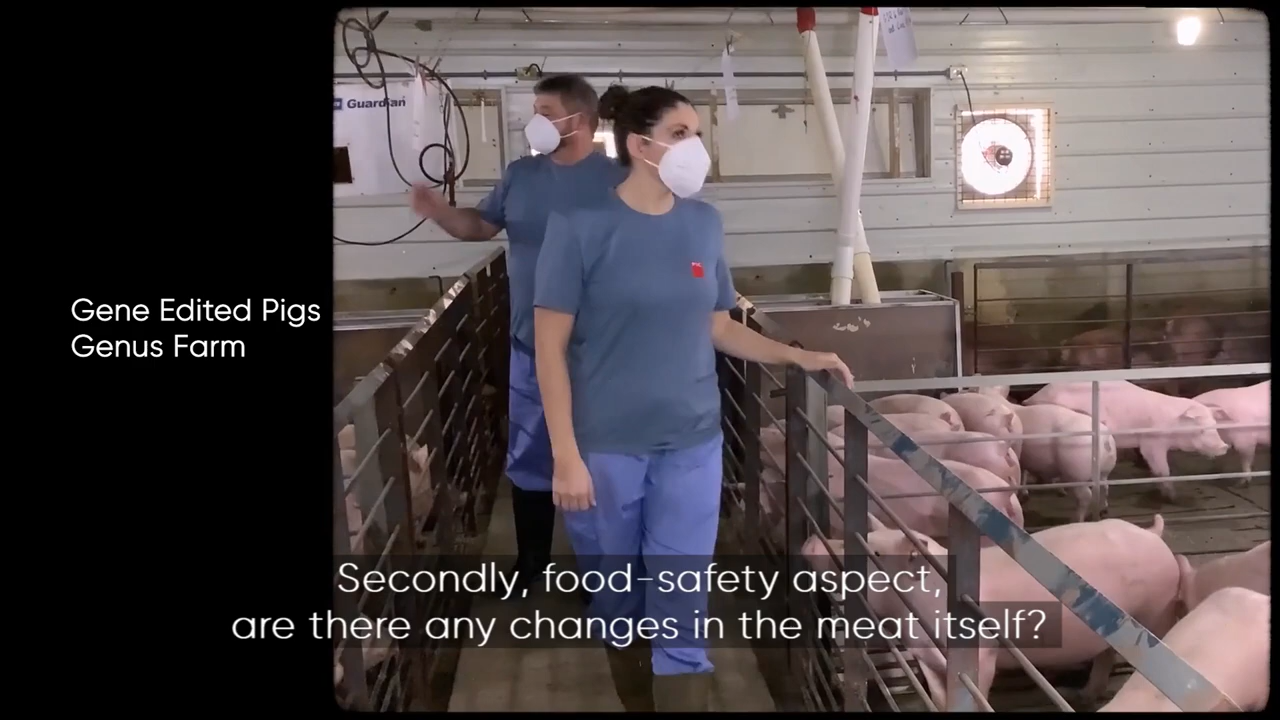 Guardian
Gene Edited Pigs
Genus Farm
Secondly, food-safety aspect,
are there any changes in the meat itself?